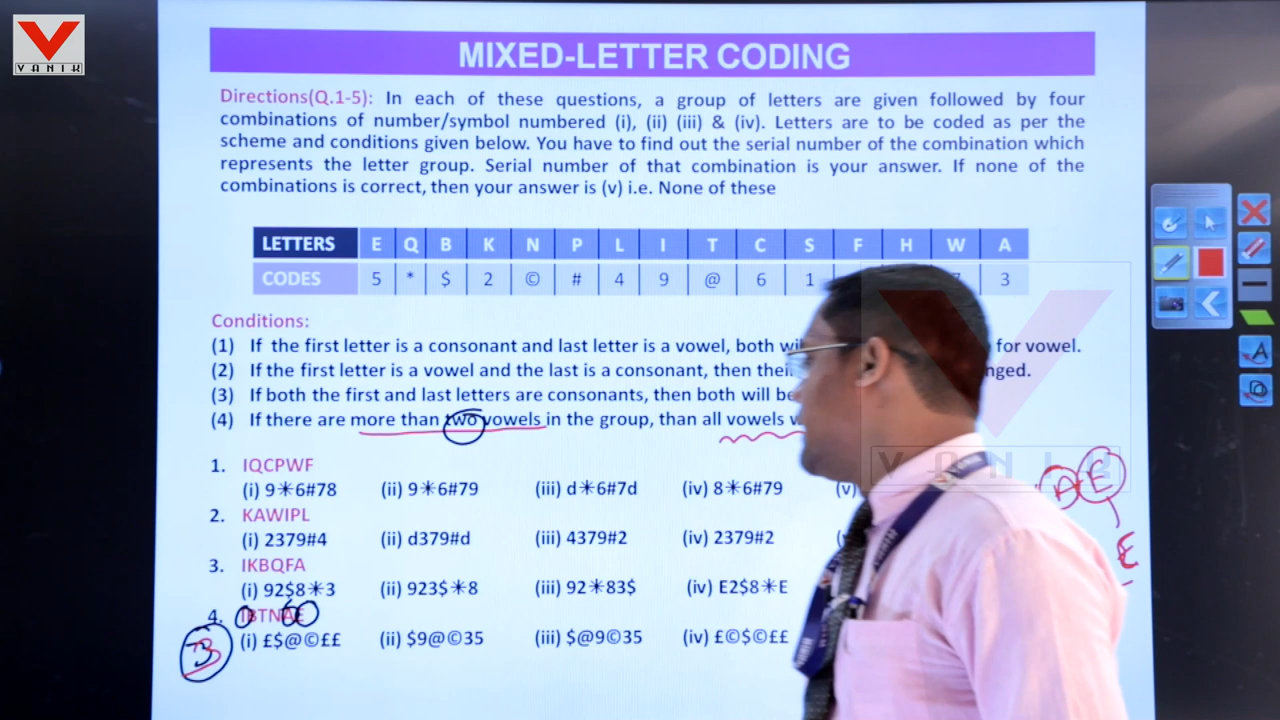 VANIK
MIXED-LETTER CODING
Directions(Q.1-5): In each of these questions, a group of letters are given followed by four
combinations of number/symbol numbered (i), (ii) (iii) & (iv). Letters are to be coded as per the
scheme and conditions given below. You have to find out the serial number of the combination which
represents the letter group. Serial number of that combination is your answer. If none of the
combinations is correct, then your answer is (v) i.e. None of these
LETTERS E Q B K N P L I T C S F H W A
CODES 5 * $ 2 © # 4 9 @ 6 1 3
Conditions:
(1) If the first letter is a consonant and last letter is a vowel, both for vowel.
(2) If the first letter is a vowel and the last is a consonant, then
(3) If both the first and last letters are consonants, then both will be
(4) If there are more than two vowels in the group, than all vowels
VANIK
1. IQCPWF
(i) 9✳6#78 (ii) 9✳6#79 (iii) d✳6#7d (iv) 8✳6#79 (v)
A E
2. KAWIPL
(i) 2379#4 (ii) d379#d (iii) 4379#2 (iv) 2379#2
£
3. IKBQFA
(i) 92$8✳3 (ii) 923$✳8 (iii) 92✳83$ (iv) E2$8✳E
4. IBTNAE
(i) £$@©££ (ii) $9@©35 (iii) $@9©35 (iv) £©$©££
3